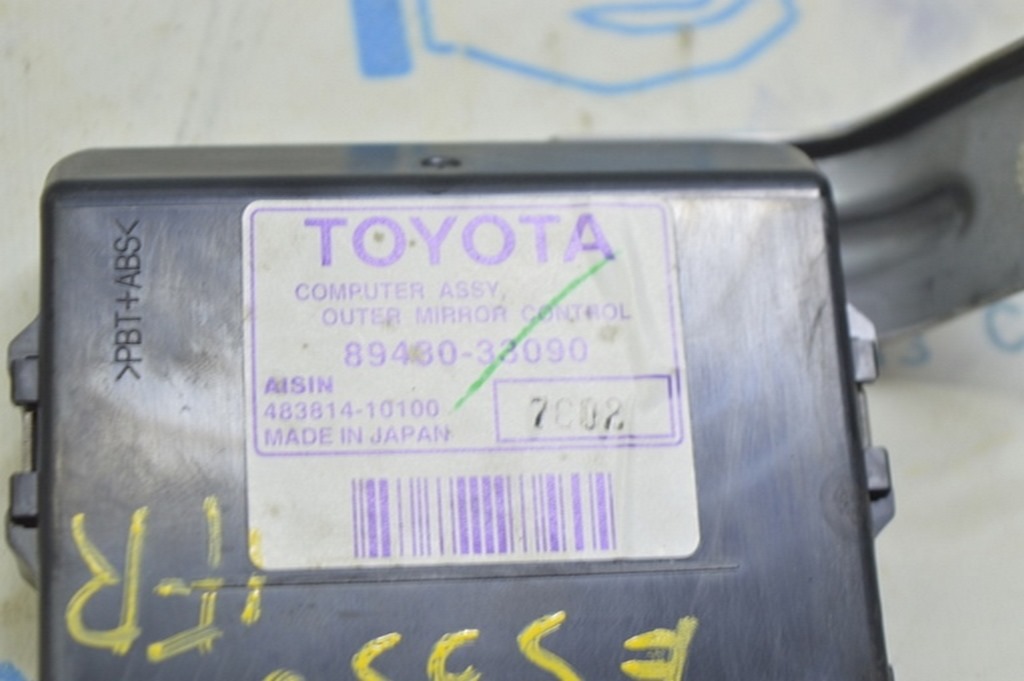 TOYOTA
COMPUTER ASSY,
OUTER MIRROR CONTROL
89430-33090
AISIN
483814-10100
7C02
MADE IN JAPAN
>PBT+ABS<